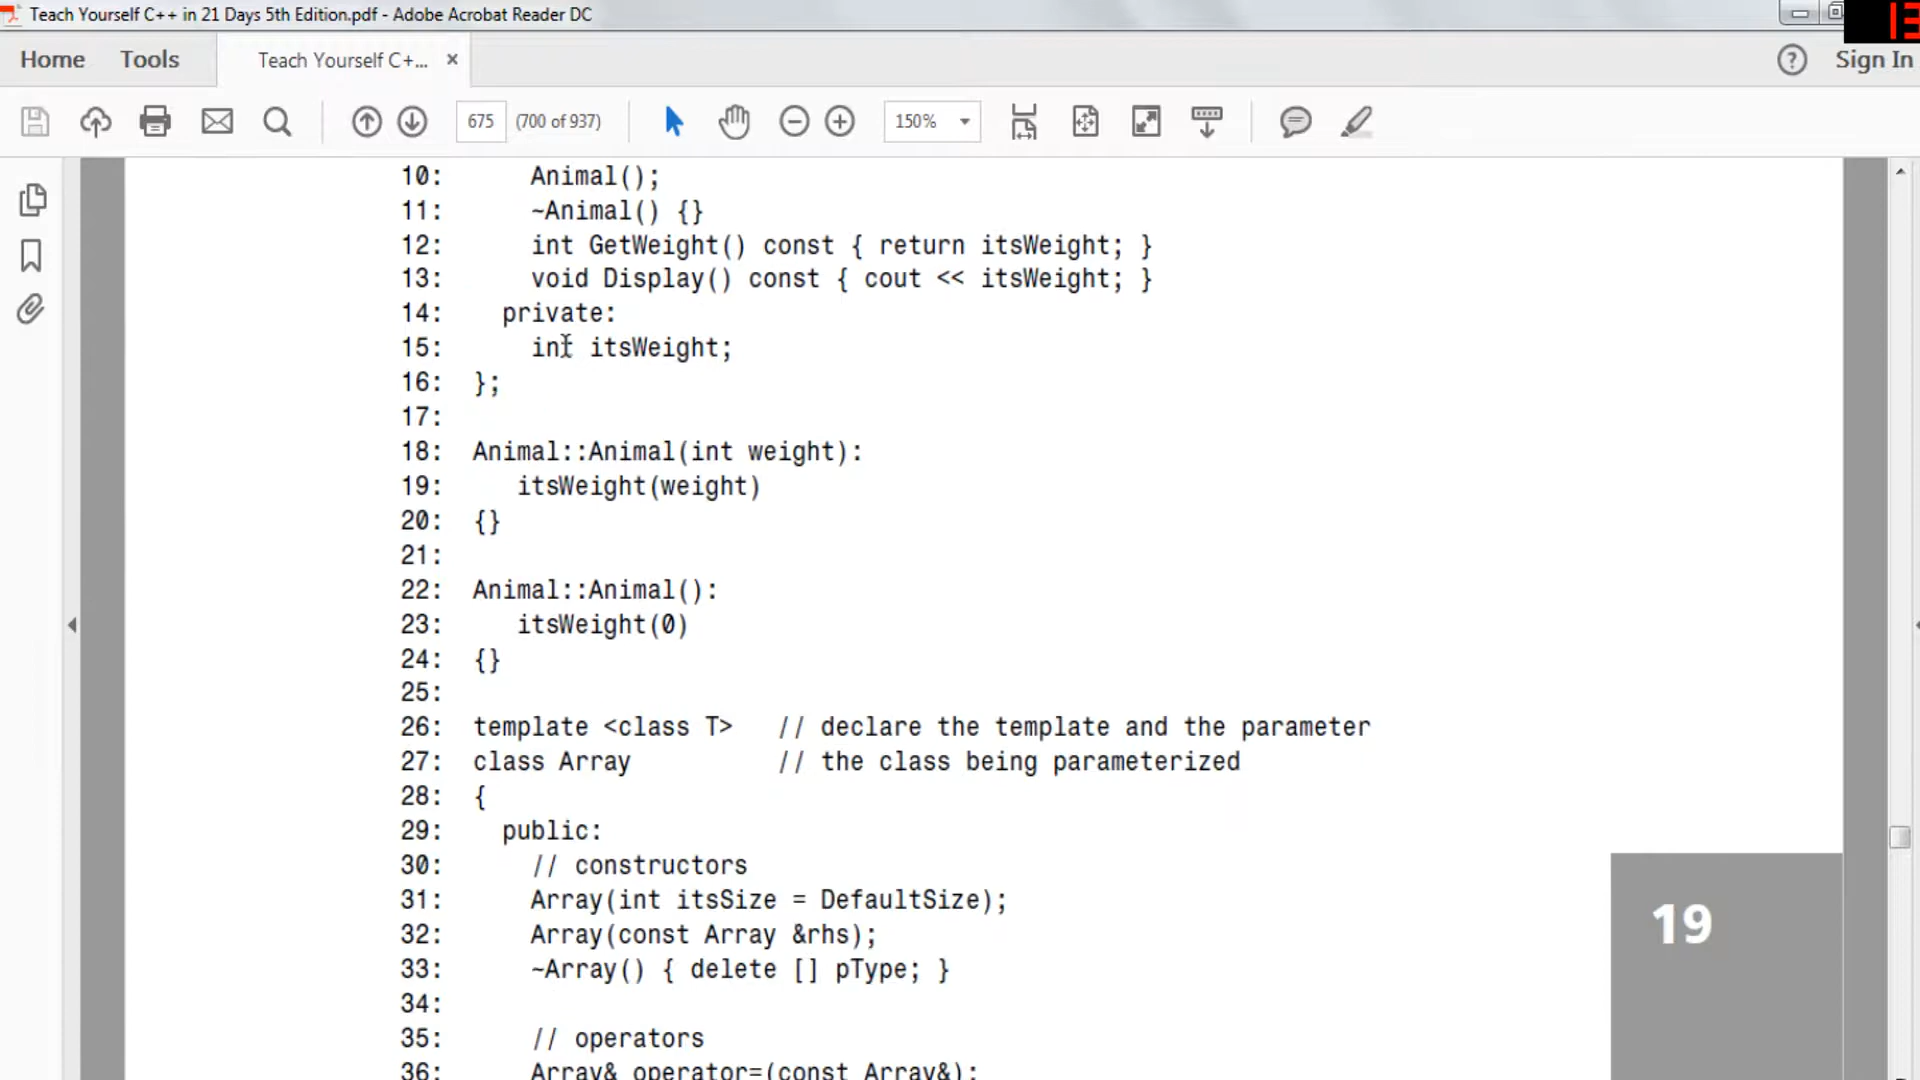 Teach Yourself C++ in 21 Days 5th Edition.pdf - Adobe Acrobat Reader DC
13
Home Tools Teach Yourself C+... × ? Sign In
675 (700 of 937) 150%
10: Animal();
11: ~Animal() {}
12: int GetWeight() const { return itsWeight; }
13: void Display() const { cout << itsWeight; }
14: private:
15: int itsWeight;
16: };
17:
18: Animal::Animal(int weight):
19: itsWeight(weight)
20: {}
21:
22: Animal::Animal():
23: itsWeight(0)
24: {}
25:
26: template <class T> // declare the template and the parameter
27: class Array // the class being parameterized
28: {
29: public:
30: // constructors
31: Array(int itsSize = DefaultSize);
32: Array(const Array &rhs);
33: ~Array() { delete [] pType; }
34:
35: // operators
36: Array& operator=(const Array&);
19